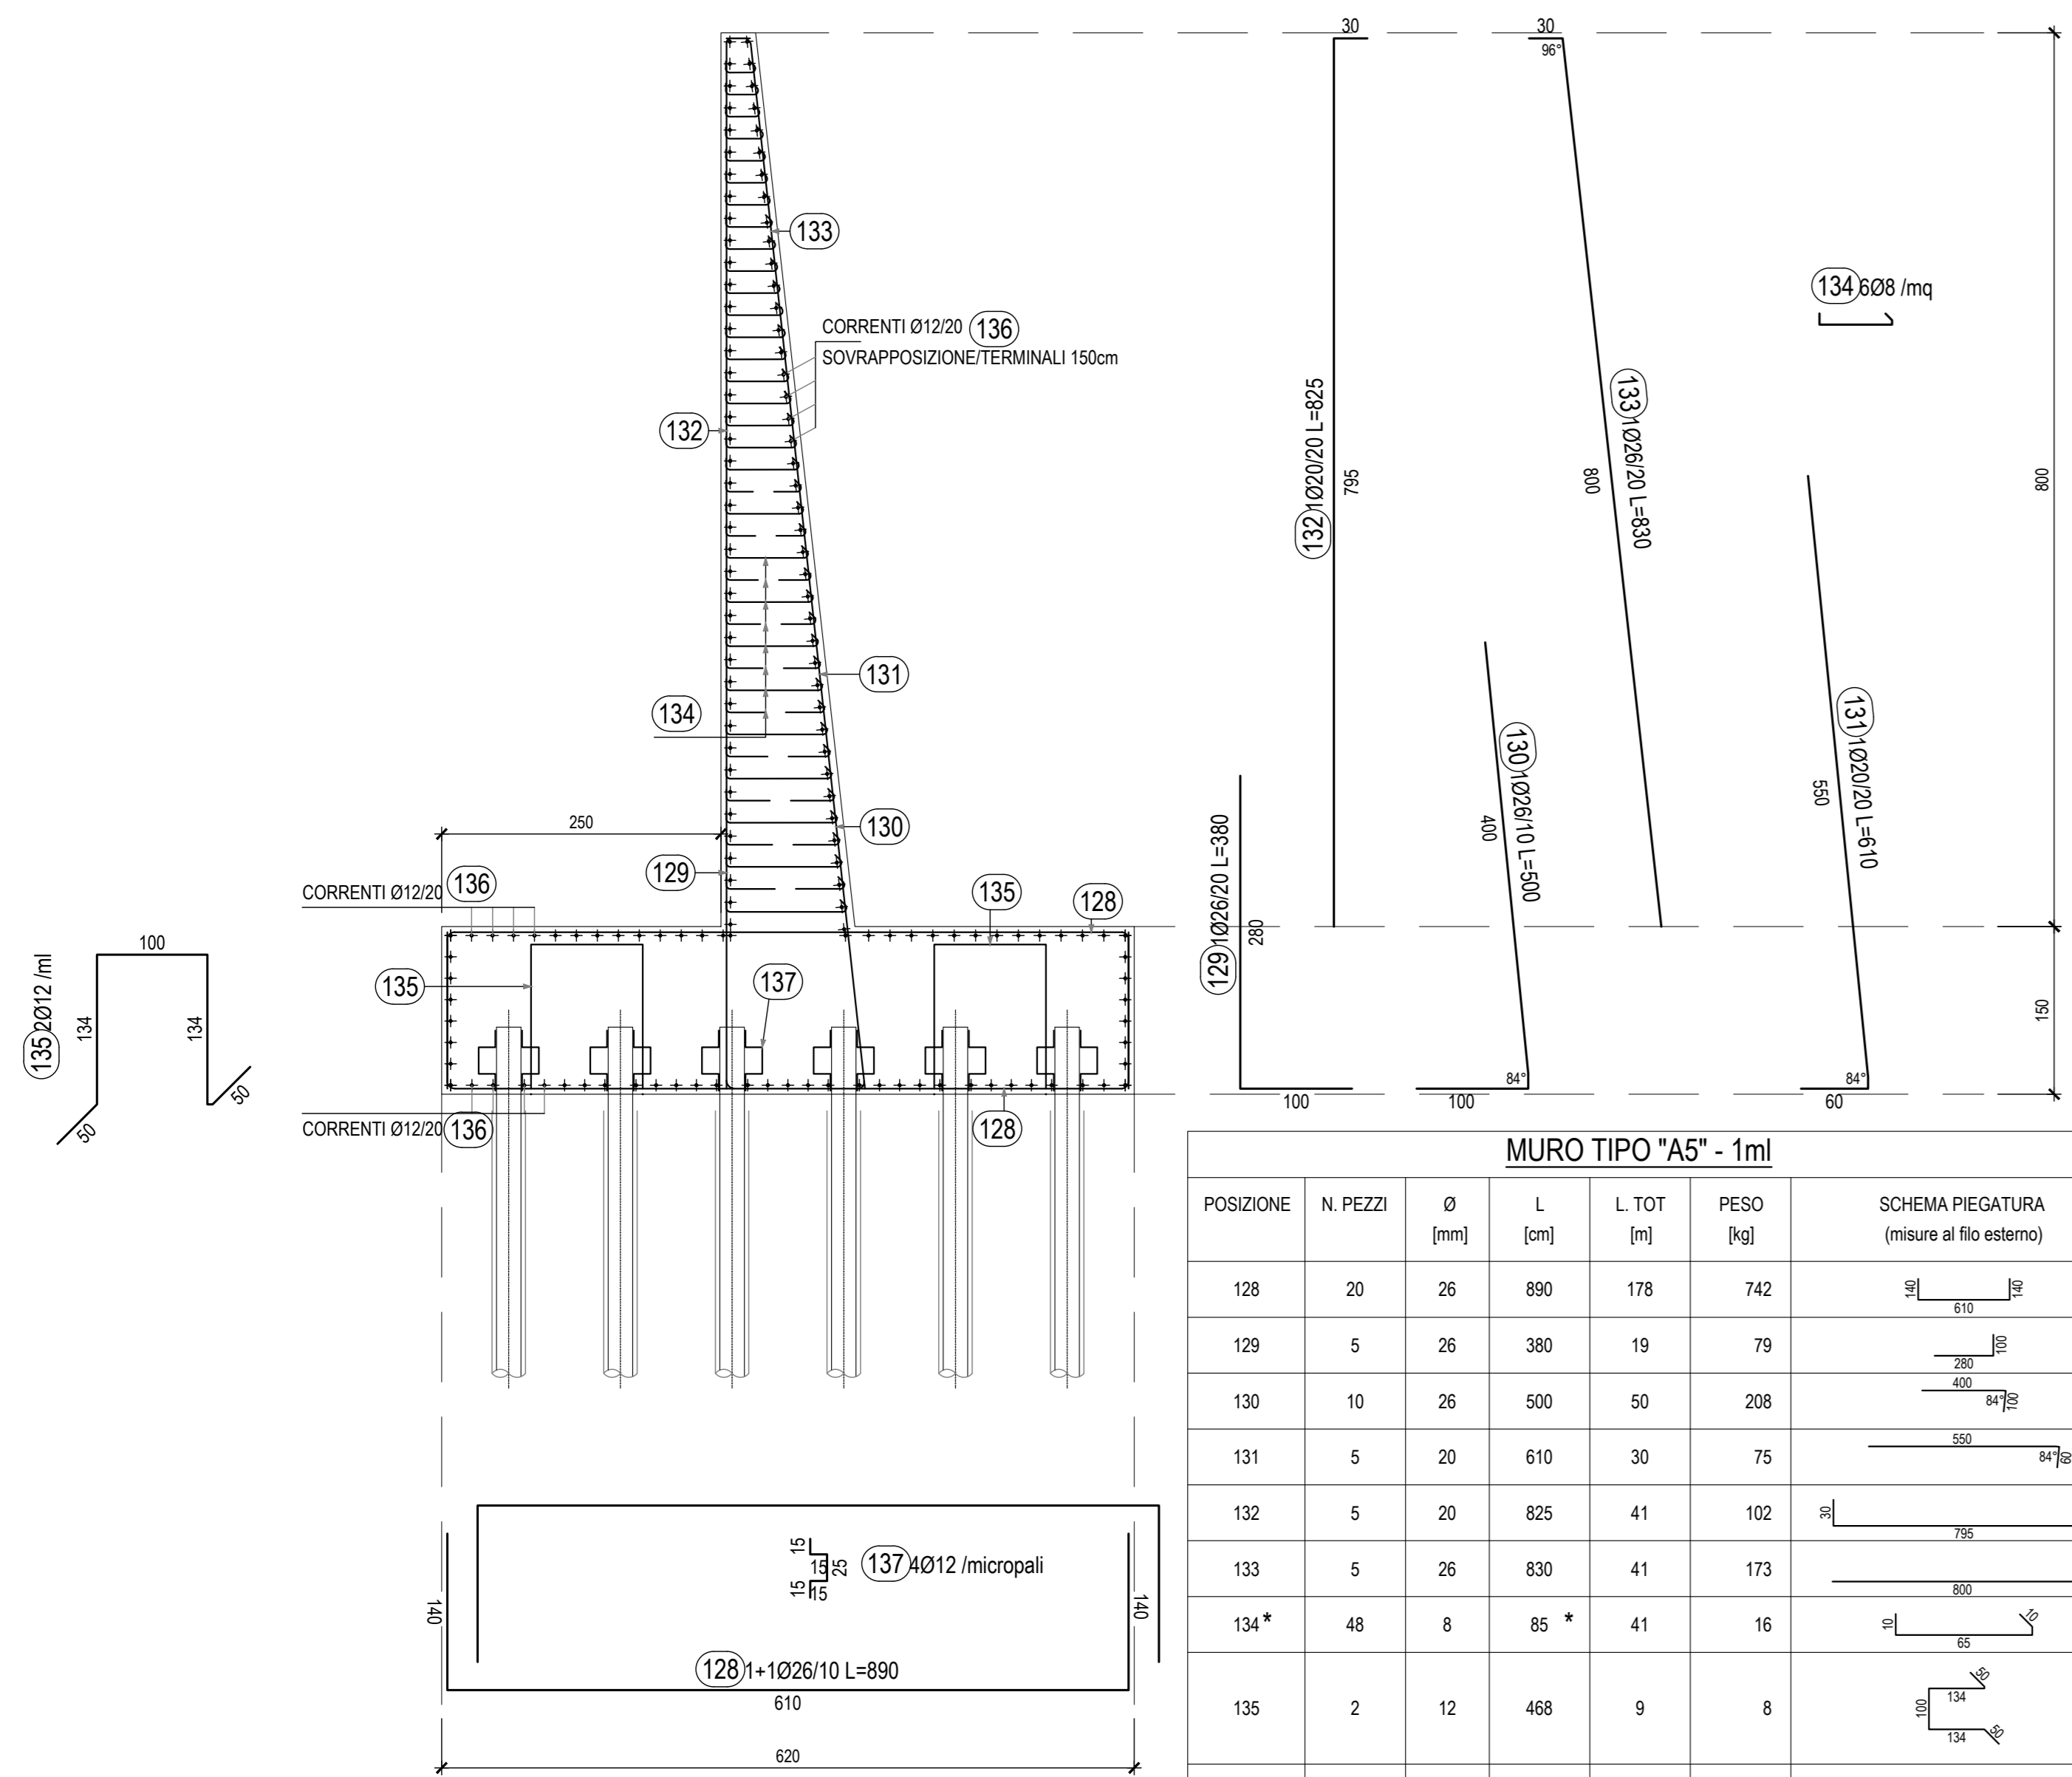 30
30
96°
133
134 6Ø8 /mq
CORRENTI Ø12/20 136
SOVRAPPOSIZIONE/TERMINALI 150cm
132
132 1Ø20/20 L=825
795
133 1Ø26/20 L=830
800
800
131
134
131 1Ø20/20 L=610
550
130 1Ø26/10 L=500
400
250
130
129
129 1Ø26/20 L=380
280
CORRENTI Ø12/20 136
135
128
100
135 2Ø12 /ml
134
134
50
50
135
137
150
84°
84°
100
100
60
CORRENTI Ø12/20 136
128
MURO TIPO "A5" - 1ml
POSIZIONE N. PEZZI Ø L L. TOT PESO SCHEMA PIEGATURA
[mm] [cm] [m] [kg] (misure al filo esterno)
128 20 26 890 178 742 140 610 140
129 5 26 380 19 79 280 100
130 10 26 500 50 208 400 84° 100
131 5 20 610 30 75 550 84° 60
132 5 20 825 41 102 30 795
133 5 26 830 41 173 800
134 * 48 8 85 * 41 16 10 65 10
135 2 12 468 9 8 100 134 50 134 50
15
15 25
15
15
137 4Ø12 /micropali
140
140
128 1+1Ø26/10 L=890
610
620